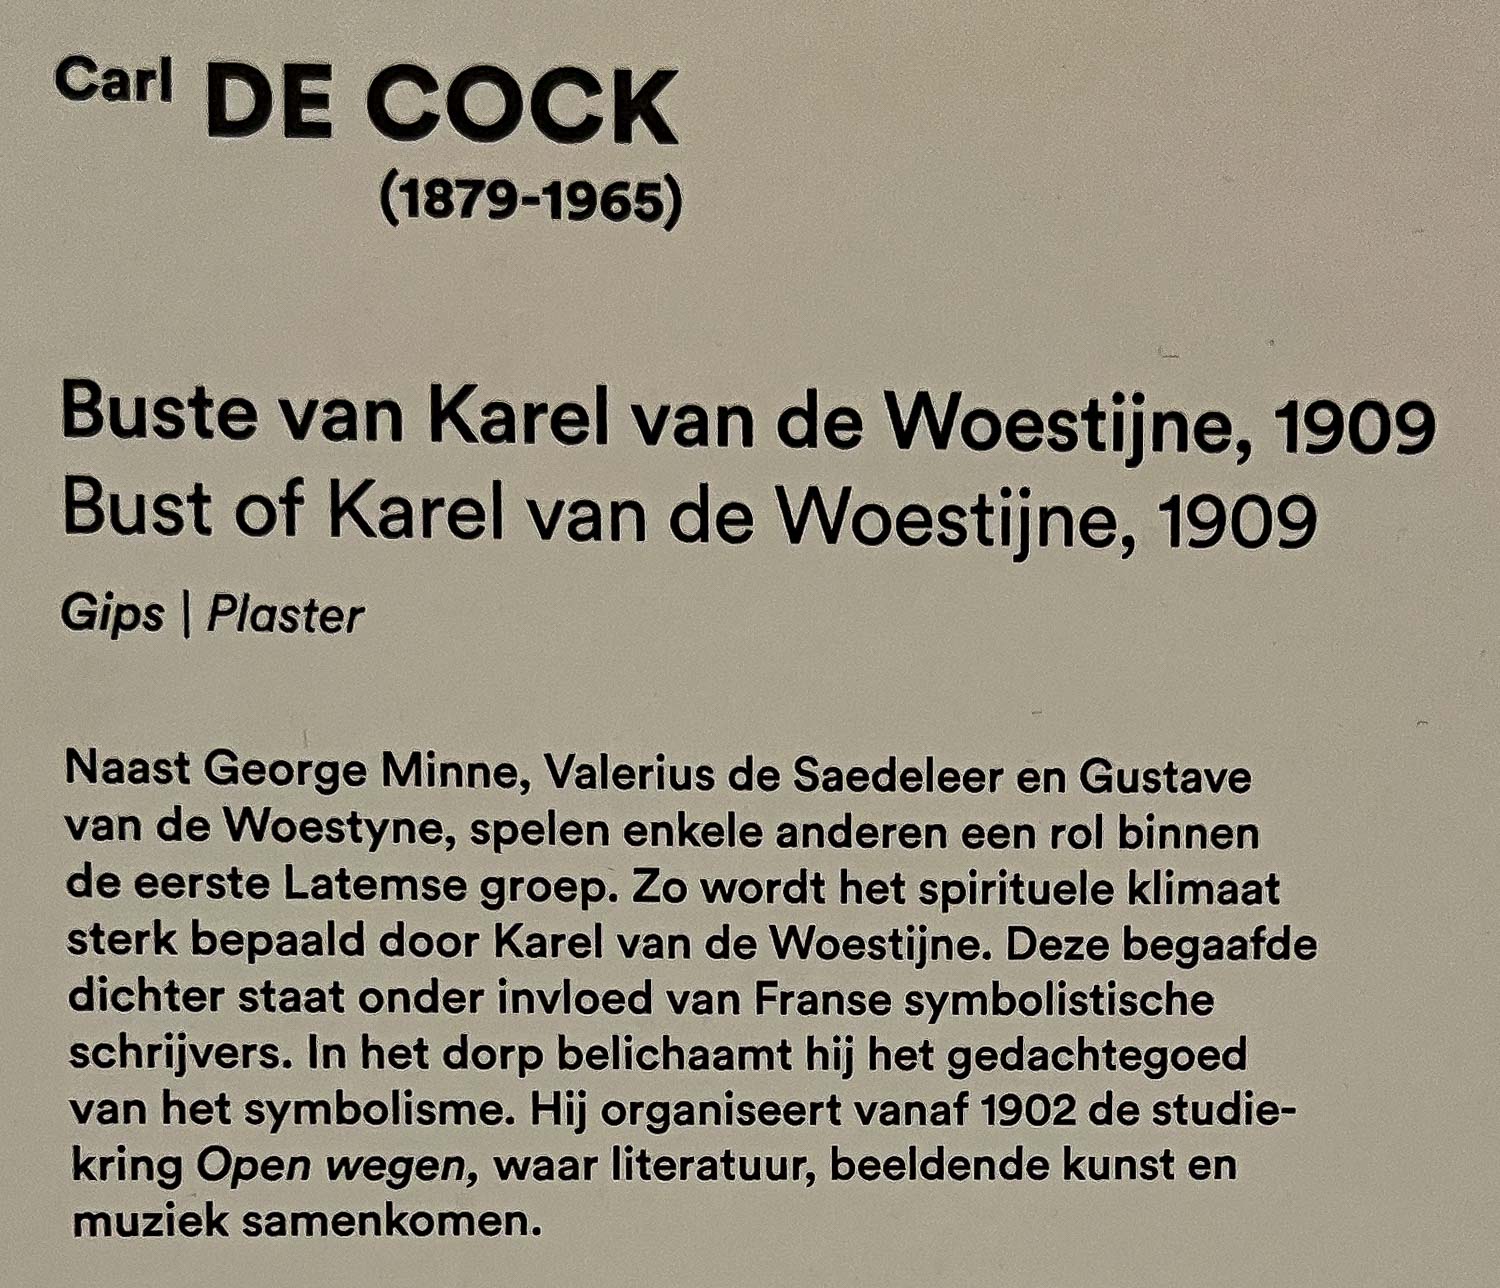 Carl DE COCK
(1879-1965)
Buste van Karel van de Woestijne, 1909
Bust of Karel van de Woestijne, 1909
Gips | Plaster
Naast George Minne, Valerius de Saedeleer en Gustave
van de Woestyne, spelen enkele anderen een rol binnen
de eerste Latemse groep. Zo wordt het spirituele klimaat
sterk bepaald door Karel van de Woestijne. Deze begaafde
dichter staat onder invloed van Franse symbolistische
schrijvers. In het dorp belichaamt hij het gedachtegoed
van het symbolisme. Hij organiseert vanaf 1902 de studie-
kring Open wegen, waar literatuur, beeldende kunst en
muziek samenkomen.